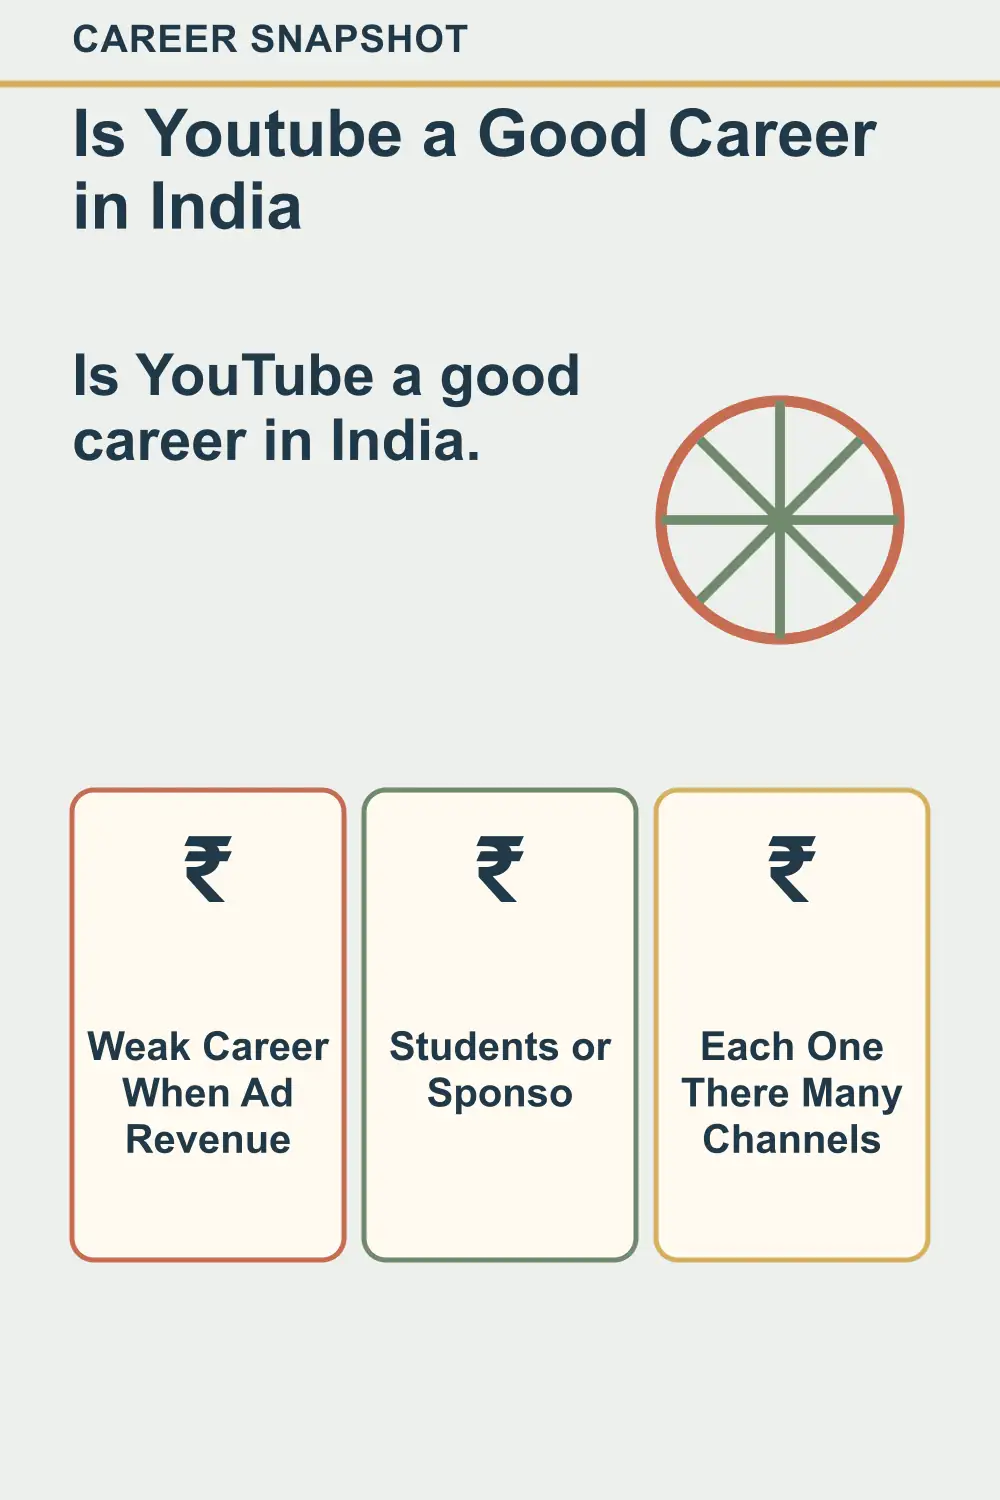 CAREER SNAPSHOT
Is Youtube a Good Career
in India
Is YouTube a good
career in India.
₹
Weak Career
When Ad
Revenue
₹
Students or
Sponso
₹
Each One
There Many
Channels